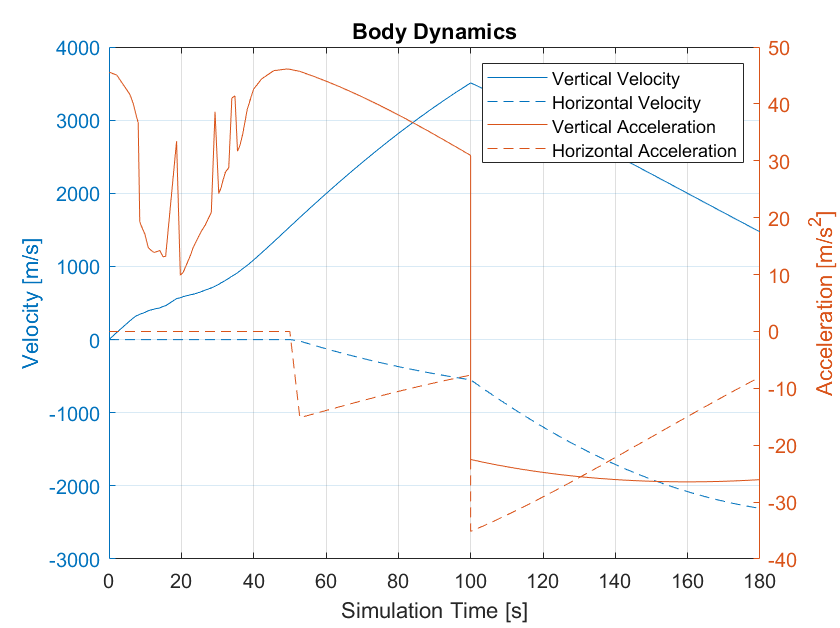 Body Dynamics
4000
3000
2000
1000
0
-1000
-2000
-3000
Velocity [m/s]
50
40
30
20
10
0
-10
-20
-30
-40
Acceleration [m/s²]
Vertical Velocity
Horizontal Velocity
Vertical Acceleration
Horizontal Acceleration
0 20 40 60 80 100 120 140 160 180
Simulation Time [s]